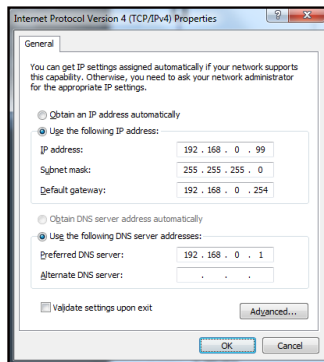 Internet Protocol Version 4 (TCP/IPv4) Properties
General
You can get IP settings assigned automatically if your network supports
this capability. Otherwise, you need to ask your network administrator
for the appropriate IP settings.
Obtain an IP address automatically
Use the following IP address:
IP address: 192 . 168 . 0 . 99
Subnet mask: 255 . 255 . 255 . 0
Default gateway: 192 . 168 . 0 . 254
Obtain DNS server address automatically
Use the following DNS server addresses:
Preferred DNS server: 192 . 168 . 0 . 1
Alternate DNS server: . . .
Validate settings upon exit
Advanced...
OK Cancel